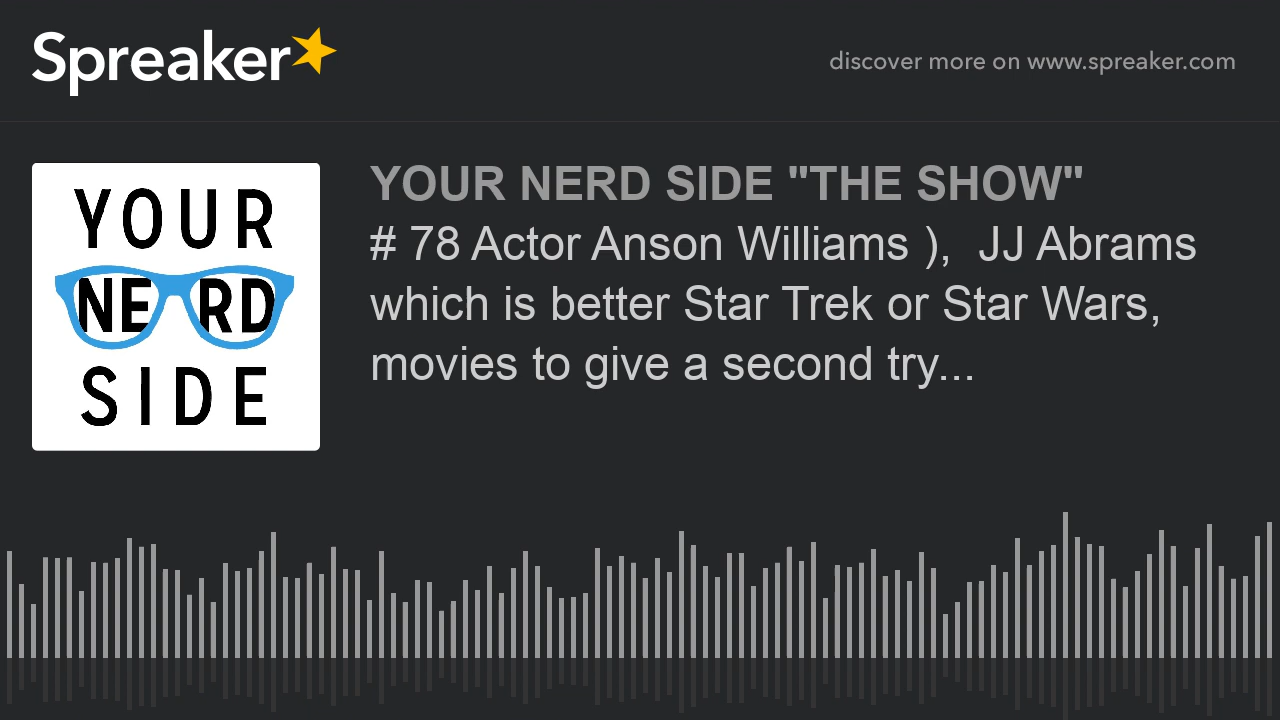 Spreaker
discover more on www.spreaker.com
YOUR
NERD
SIDE
YOUR NERD SIDE "THE SHOW"
# 78 Actor Anson Williams ),  JJ Abrams
which is better Star Trek or Star Wars,
movies to give a second try...